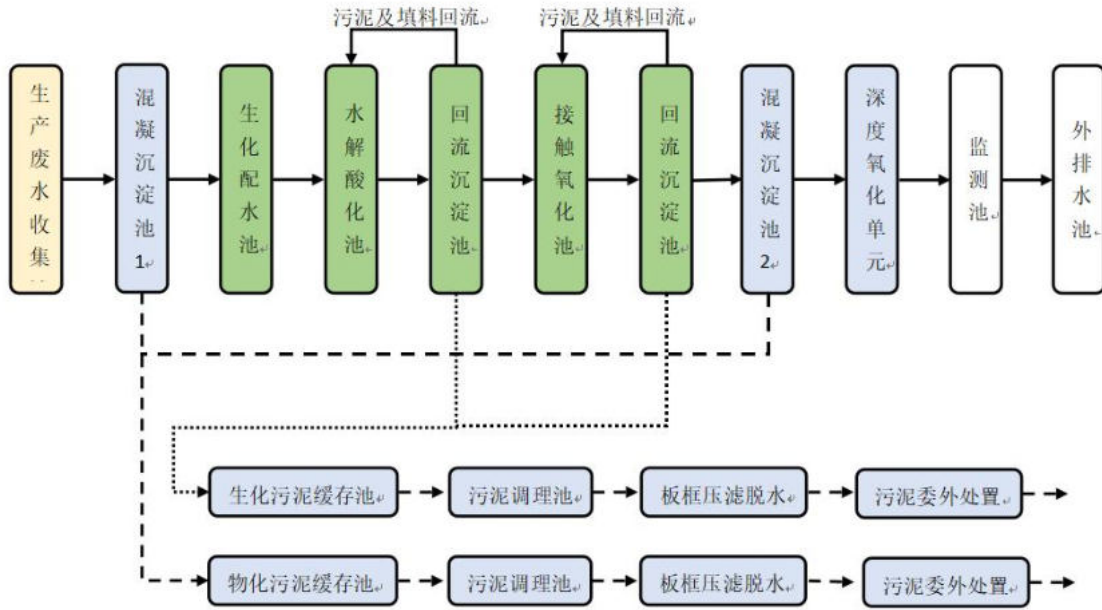 污泥及填料回流
污泥及填料回流
生产废水收集
混凝沉淀池1
生化配水池
水解酸化池
回流沉淀池
接触氧化池
回流沉淀池
混凝沉淀池2
深度氧化单元
监测池
外排水池
生化污泥缓存池
污泥调理池
板框压滤脱水
污泥委外处置
物化污泥缓存池
污泥调理池
板框压滤脱水
污泥委外处置